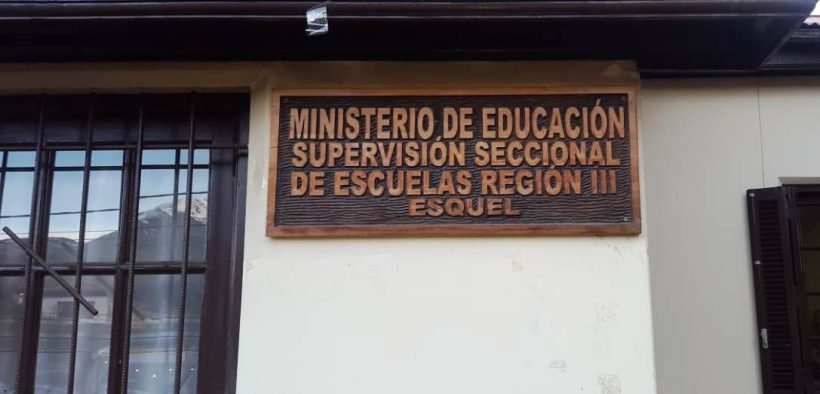 MINISTERIO DE EDUCACIÓN
SUPERVISIÓN SECCIONAL
DE ESCUELAS REGIÓN III
ESQUEL